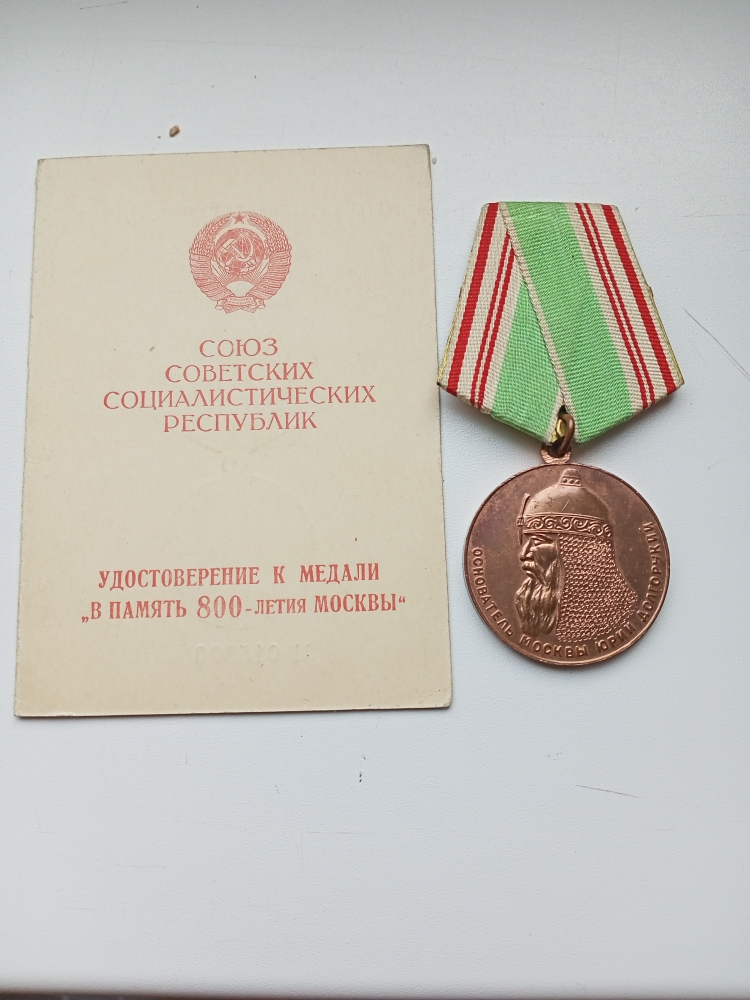 СОЮЗ
СОВЕТСКИХ
СОЦИАЛИСТИЧЕСКИХ
РЕСПУБЛИК
УДОСТОВЕРЕНИЕ К МЕДАЛИ
„В ПАМЯТЬ 800-ЛЕТИЯ МОСКВЫ“
ОСНОВАТЕЛЬ МОСКВЫ ЮРИЙ ДОЛГОРУКИЙ